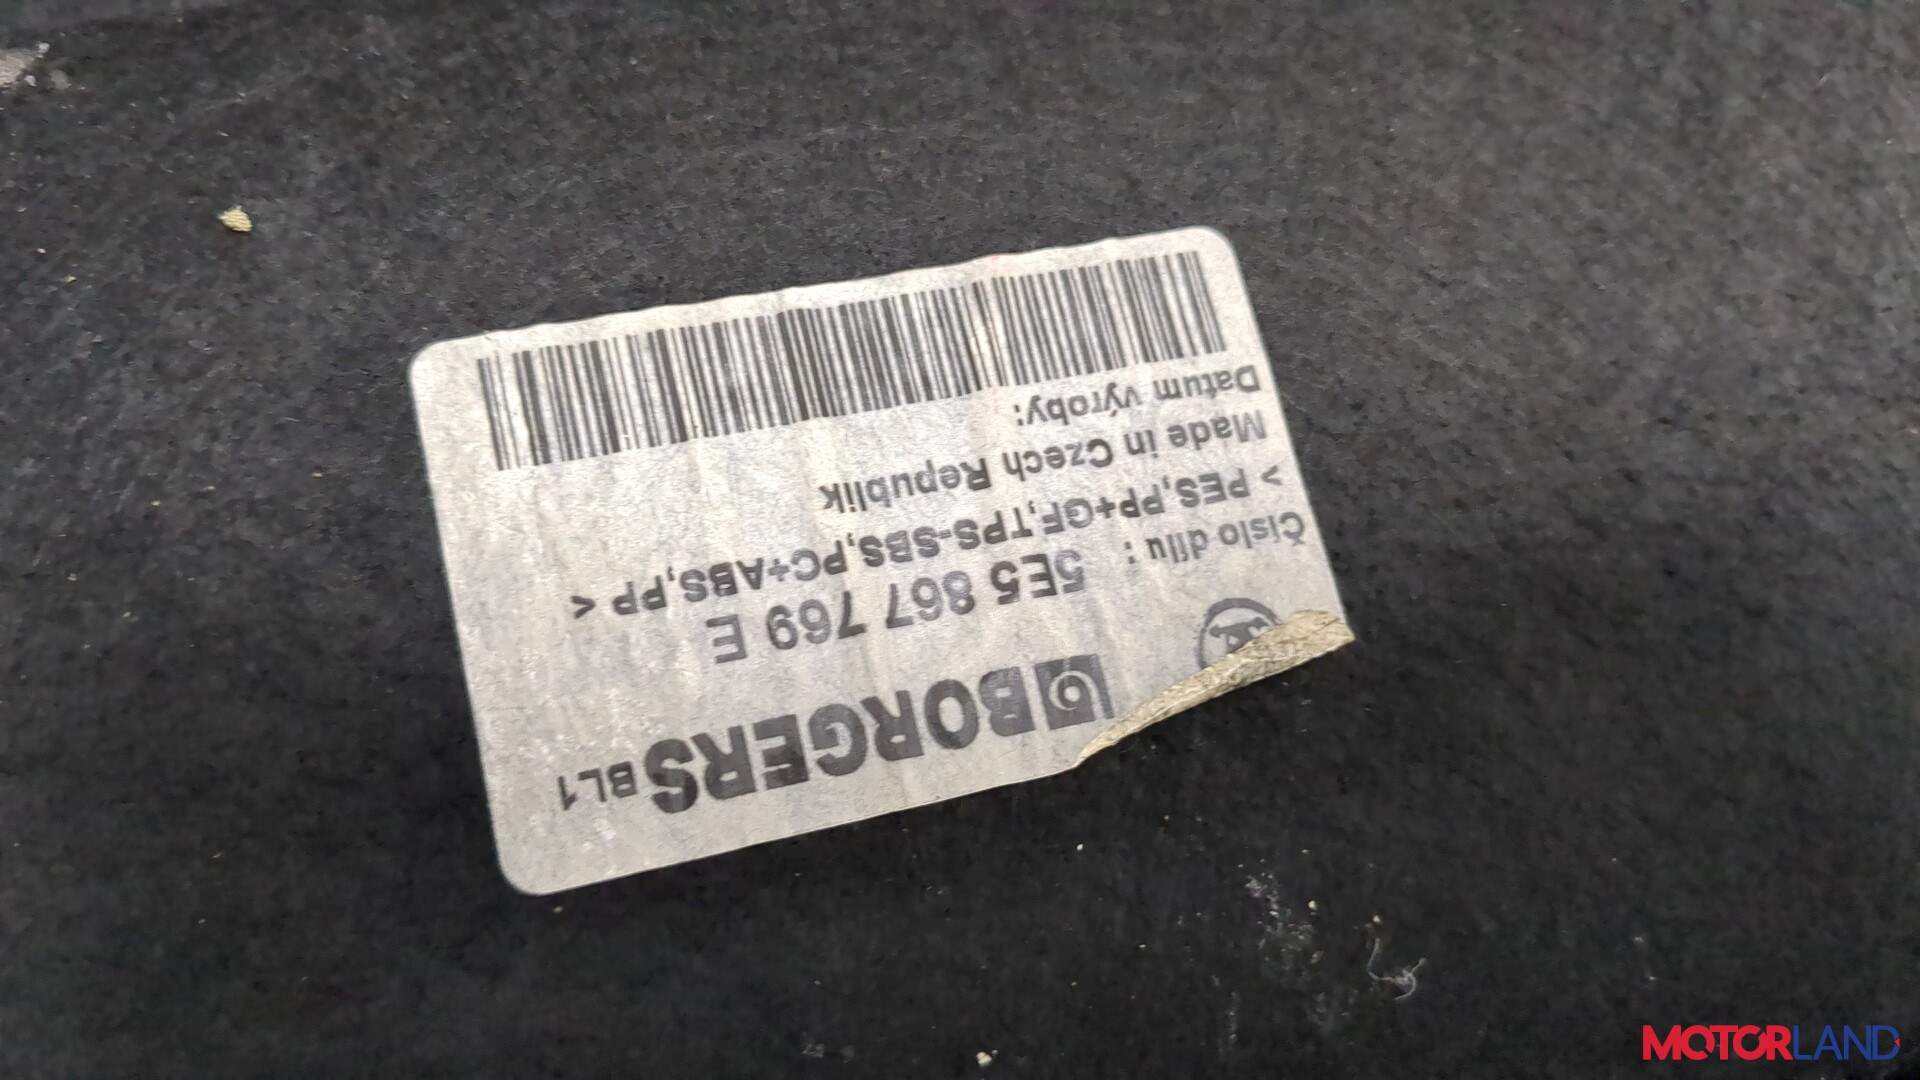 BORGERS BL1
5E5 867 769 E
Číslo dílu :
> PES,PP+GF,TPS-SBS,PC+ABS,PP <
Made in Czech Republik
Datum výroby:
MOTORLAND